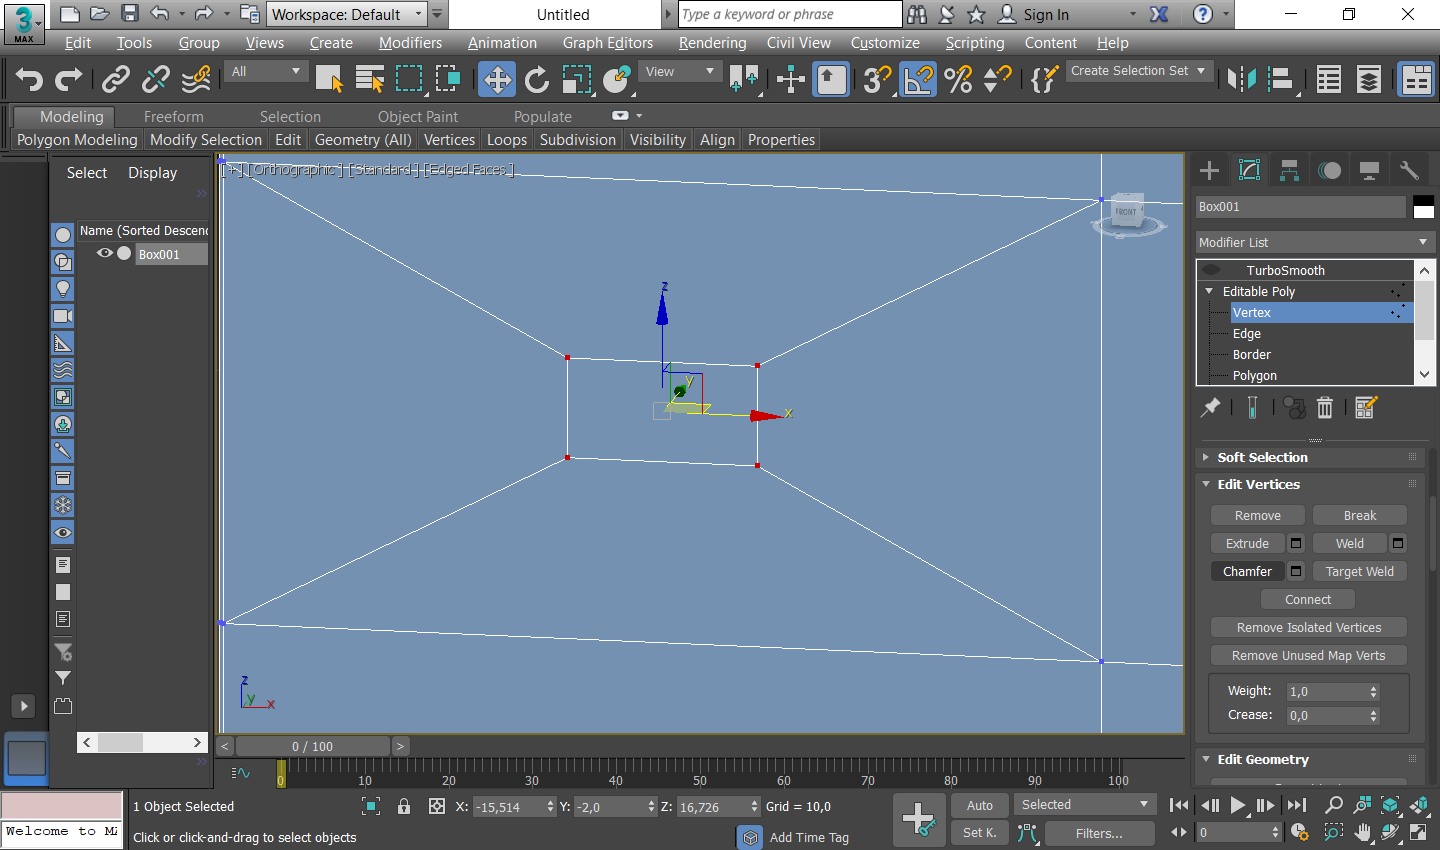 3
MAX
Workspace: Default
Untitled
Type a keyword or phrase
Sign In
Edit Tools Group Views Create Modifiers Animation Graph Editors Rendering Civil View Customize Scripting Content Help
All
View
Create Selection Set
Modeling Freeform Selection Object Paint Populate
Polygon Modeling Modify Selection Edit Geometry (All) Vertices Loops Subdivision Visibility Align Properties
Select Display
Name (Sorted Descen
Box001
[+] [Orthographic] [Standard] [Edged Faces]
FRONT
z
y
x
z
y
x
Box001
Modifier List
TurboSmooth
Editable Poly
Vertex
Edge
Border
Polygon
Soft Selection
Edit Vertices
Remove Break
Extrude Weld
Chamfer Target Weld
Connect
Remove Isolated Vertices
Remove Unused Map Verts
Weight: 1,0
Crease: 0,0
Edit Geometry
< 0 / 100 >
0 10 20 30 40 50 60 70 80 90 100
1 Object Selected
X: -15,514 Y: -2,0 Z: 16,726 Grid = 10,0
Auto Selected
Welcome to MA
Click or click-and-drag to select objects
Add Time Tag
Set K. Filters...
0